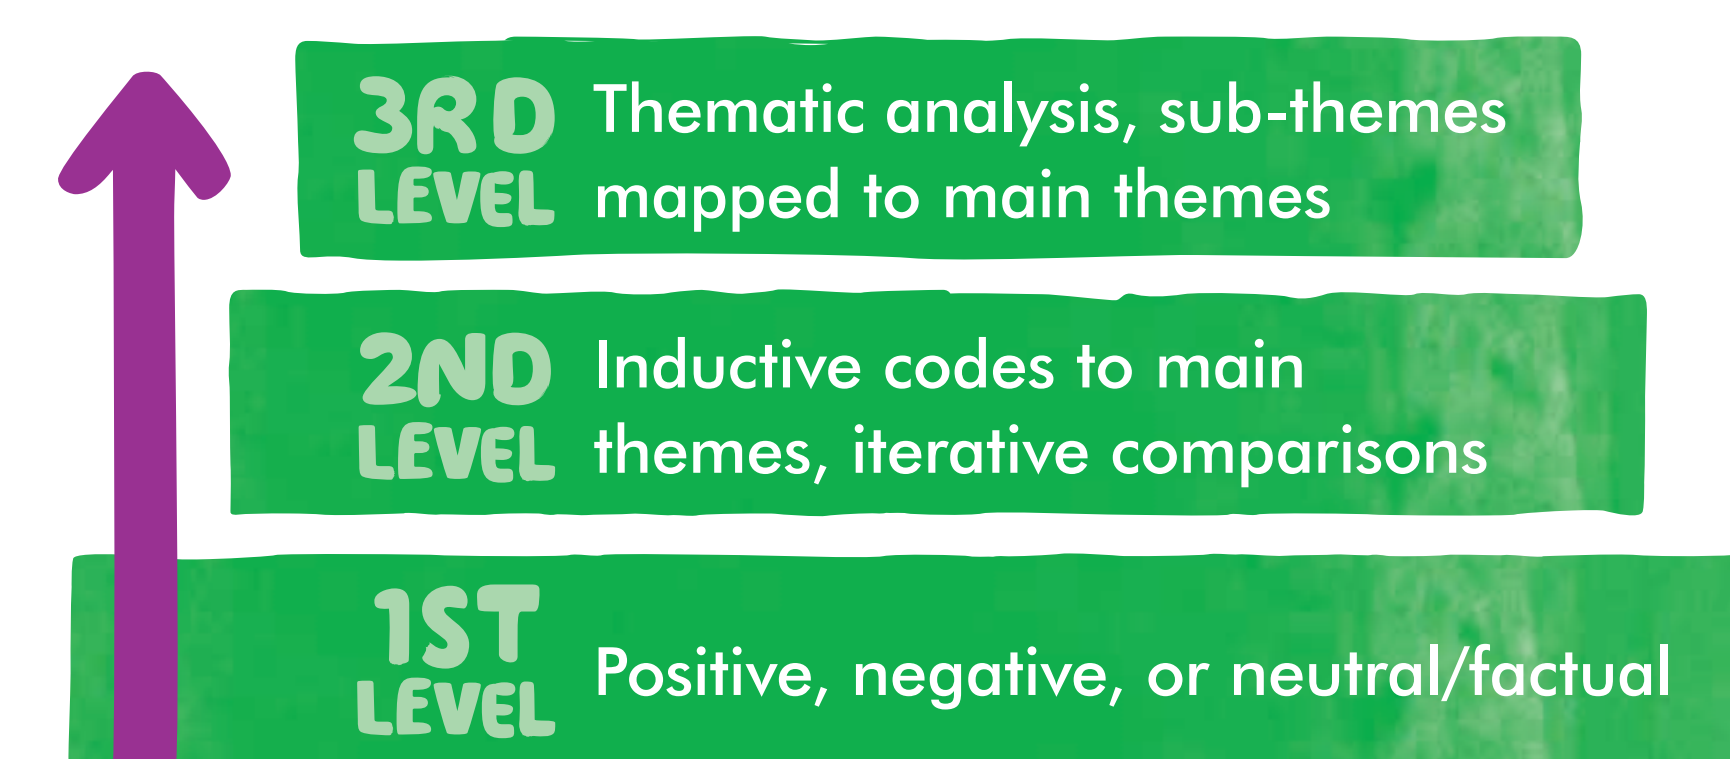 3RD
LEVEL
Thematic analysis, sub-themes
mapped to main themes
2ND
LEVEL
Inductive codes to main
themes, iterative comparisons
1ST
LEVEL
Positive, negative, or neutral/factual